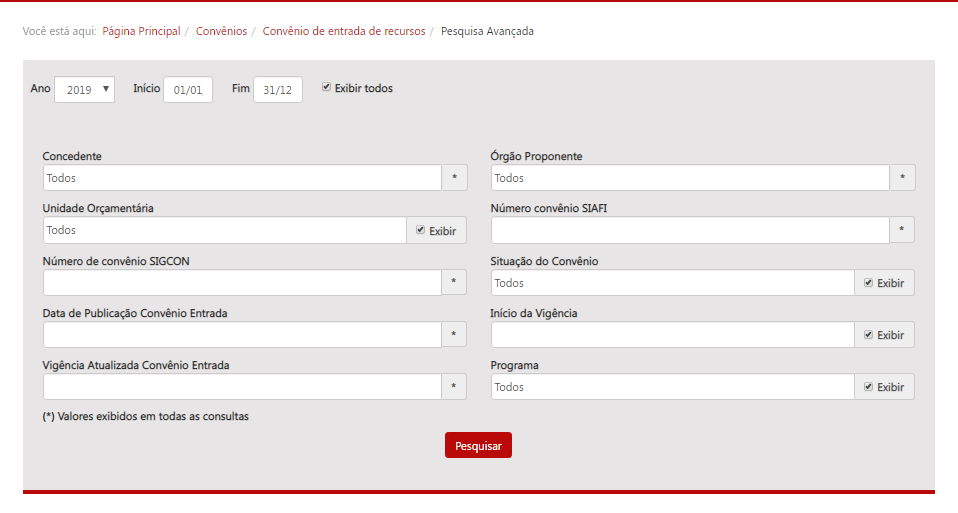 Você está aqui: Página Principal / Convênios / Convênio de entrada de recursos / Pesquisa Avançada
Ano 2019 ▼ Início 01/01 Fim 31/12 Exibir todos
Concedente Órgão Proponente
Todos * Todos *
Unidade Orçamentária Número convênio SIAFI
Todos Exibir *
Número de convênio SIGCON Situação do Convênio
* Todos Exibir
Data de Publicação Convênio Entrada Início da Vigência
* Exibir
Vigência Atualizada Convênio Entrada Programa
* Todos Exibir
(*) Valores exibidos em todas as consultas
Pesquisar